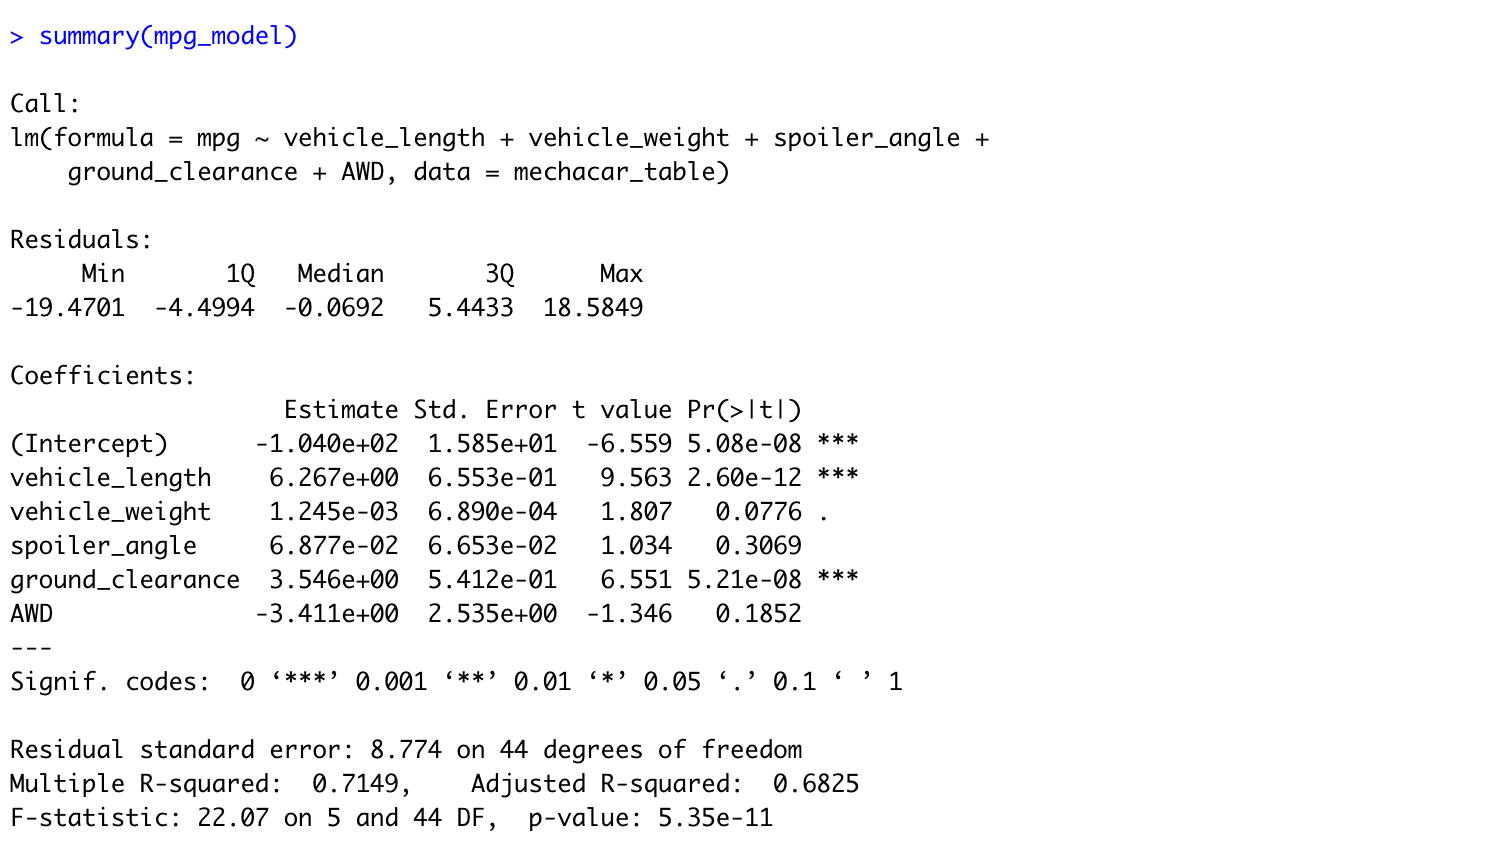 > summary(mpg_model)
Call:
lm(formula = mpg ~ vehicle_length + vehicle_weight + spoiler_angle +
    ground_clearance + AWD, data = mechacar_table)
Residuals:
     Min       1Q   Median       3Q      Max
-19.4701  -4.4994  -0.0692   5.4433  18.5849
Coefficients:
                   Estimate Std. Error t value Pr(>|t|)
(Intercept)      -1.040e+02  1.585e+01  -6.559 5.08e-08 ***
vehicle_length    6.267e+00  6.553e-01   9.563 2.60e-12 ***
vehicle_weight    1.245e-03  6.890e-04   1.807   0.0776 .
spoiler_angle     6.877e-02  6.653e-02   1.034   0.3069
ground_clearance  3.546e+00  5.412e-01   6.551 5.21e-08 ***
AWD              -3.411e+00  2.535e+00  -1.346   0.1852
---
Signif. codes:  0 ‘***’ 0.001 ‘**’ 0.01 ‘*’ 0.05 ‘.’ 0.1 ‘ ’ 1
Residual standard error: 8.774 on 44 degrees of freedom
Multiple R-squared:  0.7149,    Adjusted R-squared:  0.6825
F-statistic: 22.07 on 5 and 44 DF,  p-value: 5.35e-11